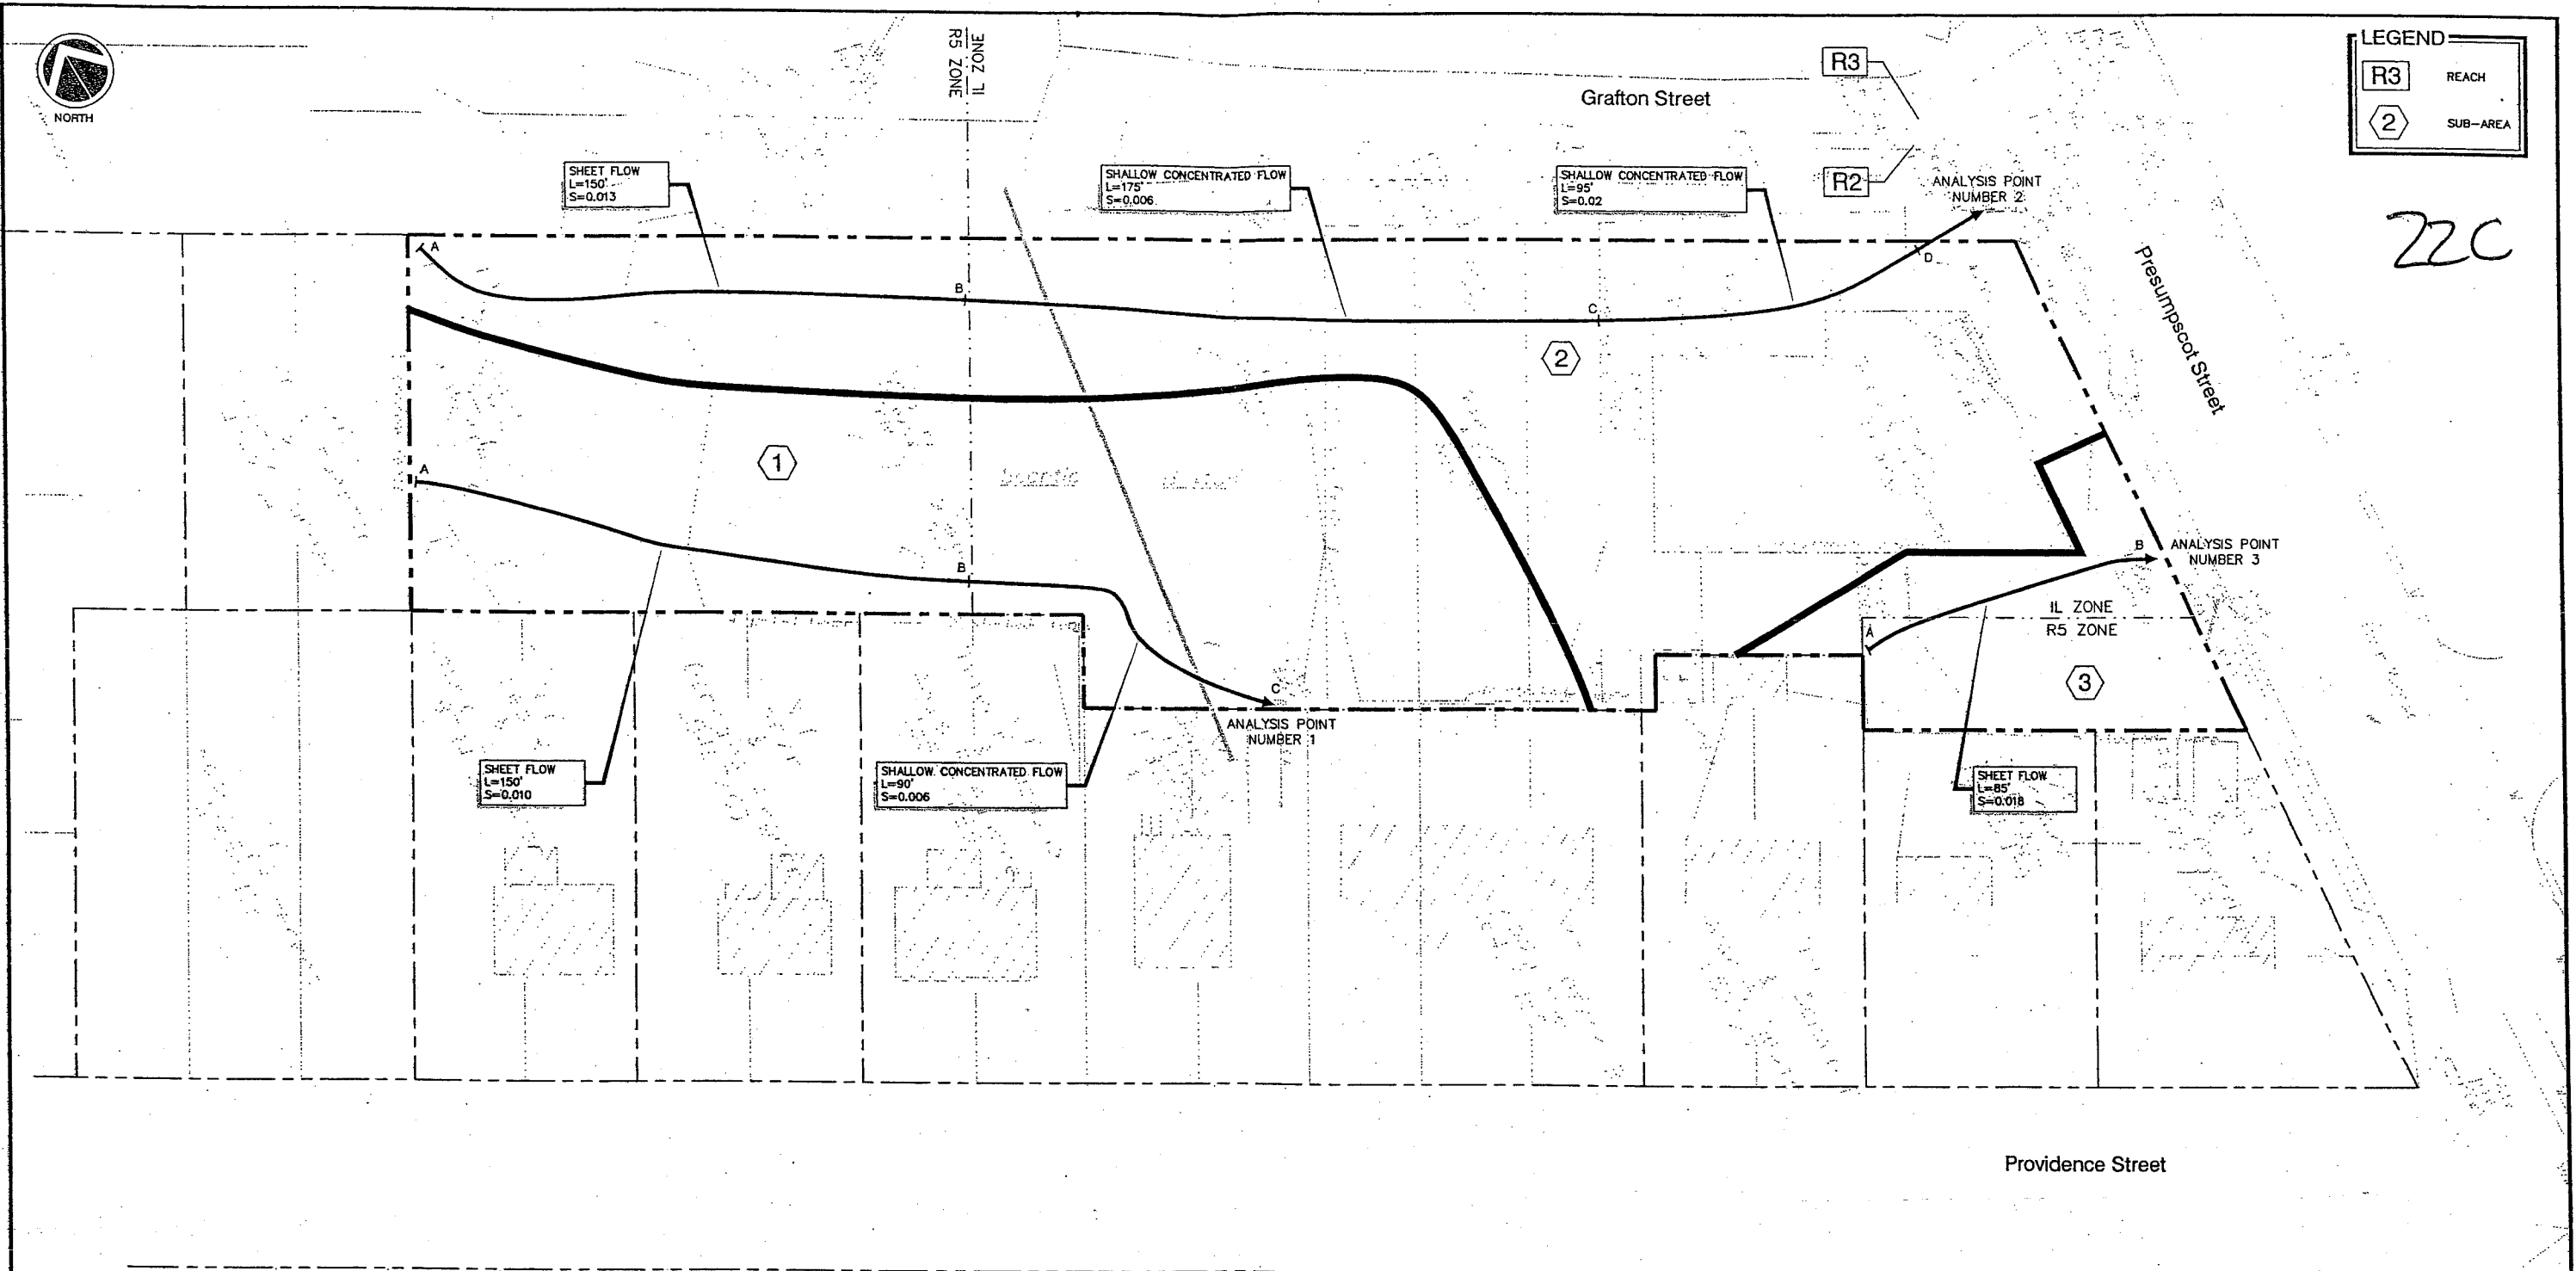 NORTH
IL ZONE
R5 ZONE
R3
Grafton Street
LEGEND
R3 REACH
2 SUB-AREA
22C
SHEET FLOW
L=150'
S=0.013
SHALLOW CONCENTRATED FLOW
L=175'
S=0.006
SHALLOW CONCENTRATED FLOW
L=95'
S=0.02
R2
ANALYSIS POINT
NUMBER 2
A
B
C
D
Presumpscot Street
2
1
A
B
C
ANALYSIS POINT
NUMBER 1
B
ANALYSIS POINT
NUMBER 3
IL ZONE
R5 ZONE
A
3
SHEET FLOW
L=150'
S=0.010
SHALLOW CONCENTRATED FLOW
L=90'
S=0.006
SHEET FLOW
L=85'
S=0.018
Providence Street